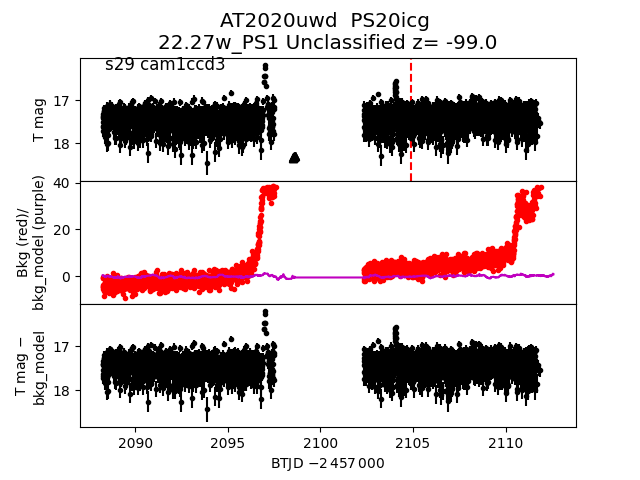 AT2020uwd  PS20icg
22.27w_PS1 Unclassified z= -99.0
s29 cam1ccd3
T mag
17
18
Bkg (red)/
bkg_model (purple)
40
20
0
T mag −
bkg_model
17
18
2090
2095
2100
2105
2110
BTJD −2 457 000